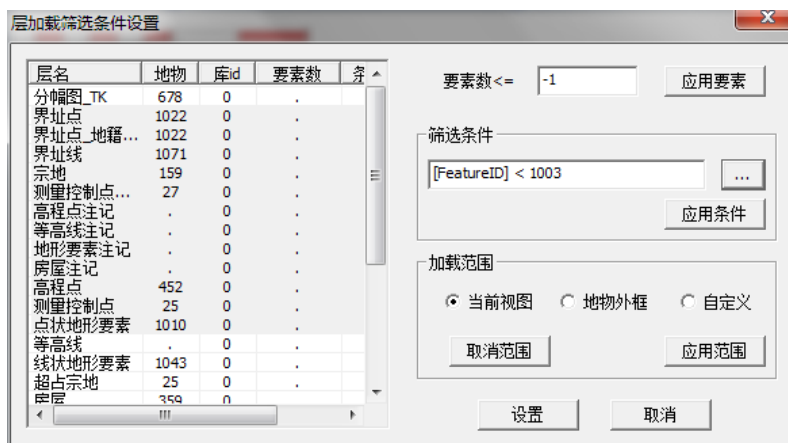 层加载筛选条件设置
层名 地物 库id 要素数
分幅图_TK 678 0 .
界址点 1022 0 .
界址点_地籍... 1022 0 .
界址线 1071 0 .
宗地 159 0 .
测量控制点... 27 0 .
高程点注记 . 0 .
等高线注记 . 0 .
地形要素注记 . 0 .
房屋注记 . 0 .
高程点 452 0 .
测量控制点 25 0 .
点状地形要素 1010 0 .
等高线 . 0 .
线状地形要素 1043 0 .
超占宗地 25 0 .
房屋 359 0
要素数<= -1 应用要素
筛选条件
[FeatureID] < 1003 ...
应用条件
加载范围
当前视图 地物外框 自定义
取消范围 应用范围
设置 取消